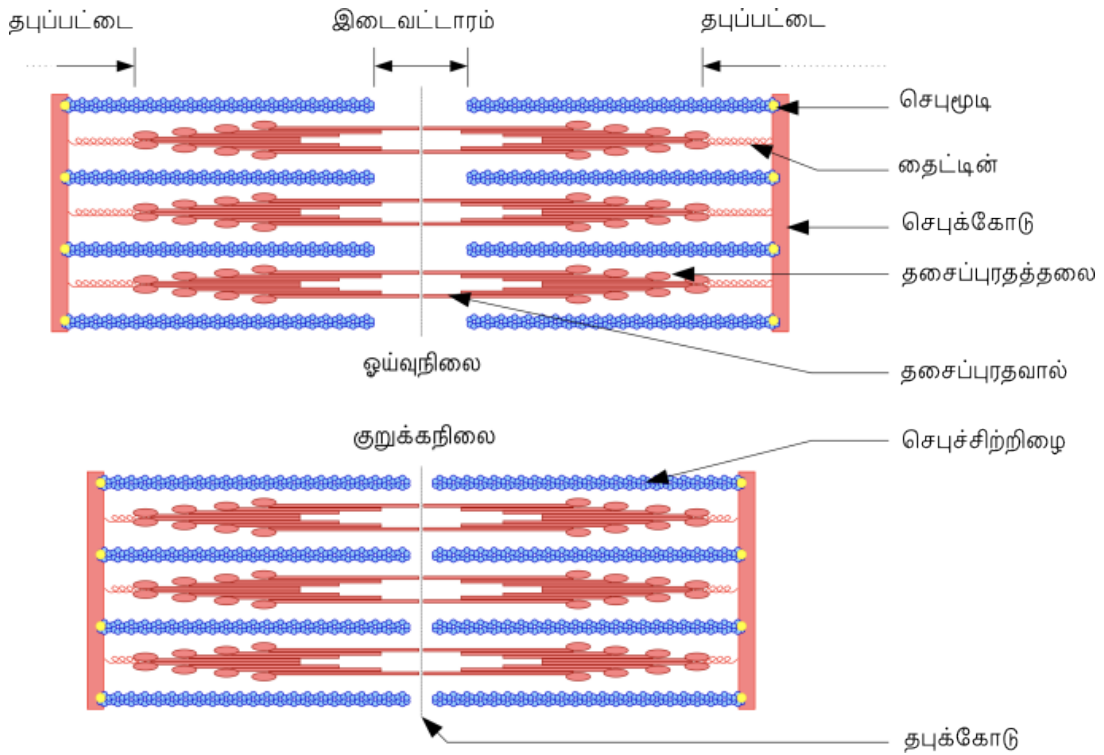 தபுப்பட்டை இடைவட்டாரம் தபுப்பட்டை
செபுமூடி
தைட்டின்
செபுக்கோடு
தசைப்புரதத்தலை
ஓய்வுநிலை
தசைப்புரதவால்
குறுக்கநிலை
செபுச்சிற்றிழை
தபுக்கோடு